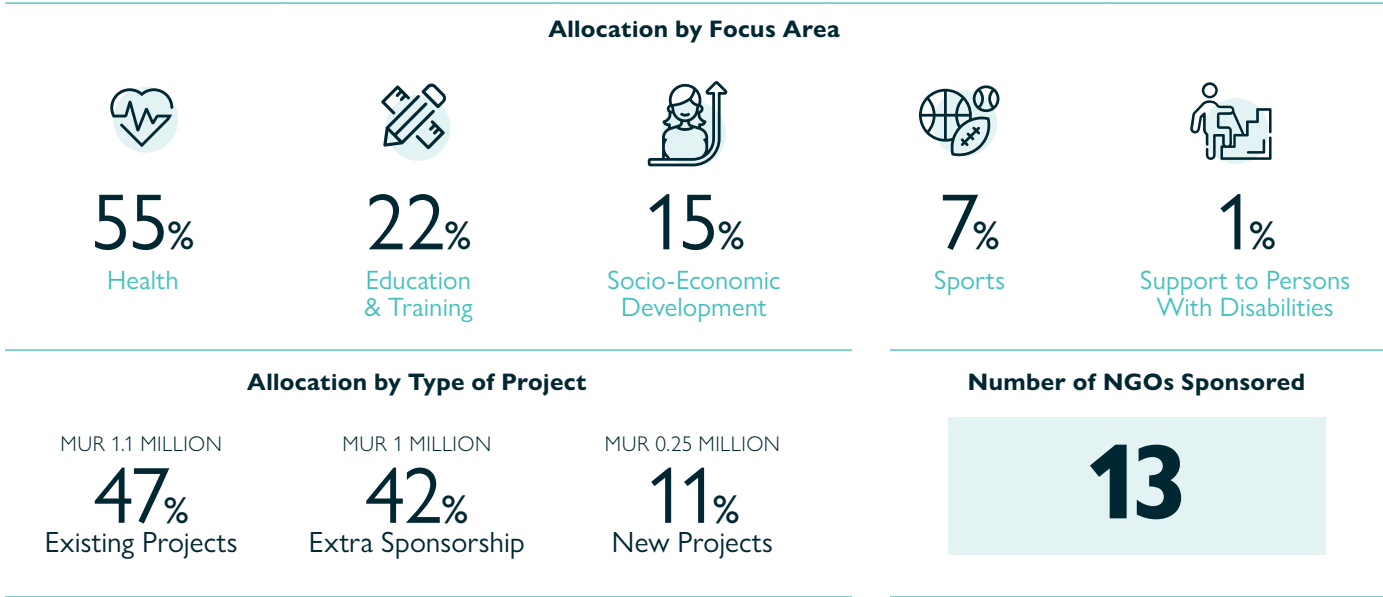 Allocation by Focus Area
55%
Health
22%
Education
& Training
15%
Socio-Economic
Development
7%
Sports
1%
Support to Persons
With Disabilities
Allocation by Type of Project
MUR 1.1 MILLION
47%
Existing Projects
MUR 1 MILLION
42%
Extra Sponsorship
MUR 0.25 MILLION
11%
New Projects
Number of NGOs Sponsored
13